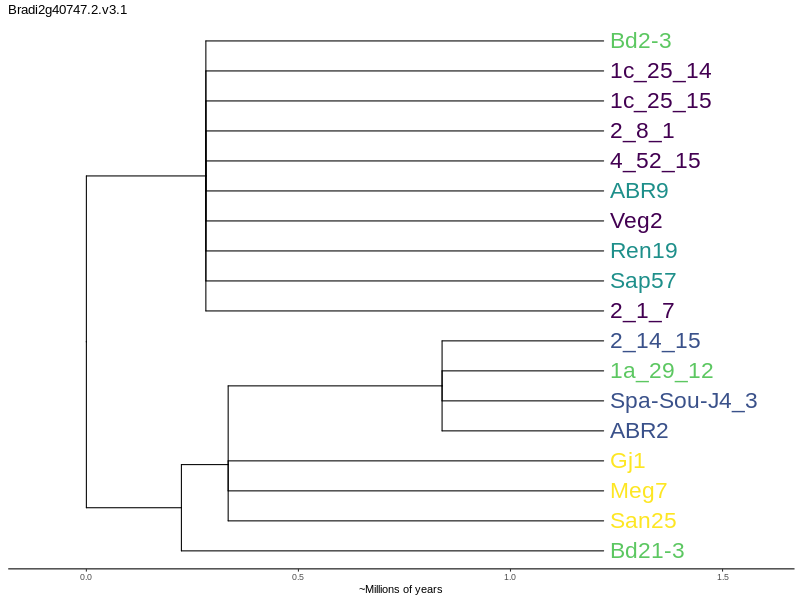 Bradi2g40747.2.v3.1
Bd2-3
1c_25_14
1c_25_15
2_8_1
4_52_15
ABR9
Veg2
Ren19
Sap57
2_1_7
2_14_15
1a_29_12
Spa-Sou-J4_3
ABR2
Gj1
Meg7
San25
Bd21-3
0.0 0.5 1.0 1.5
~Millions of years